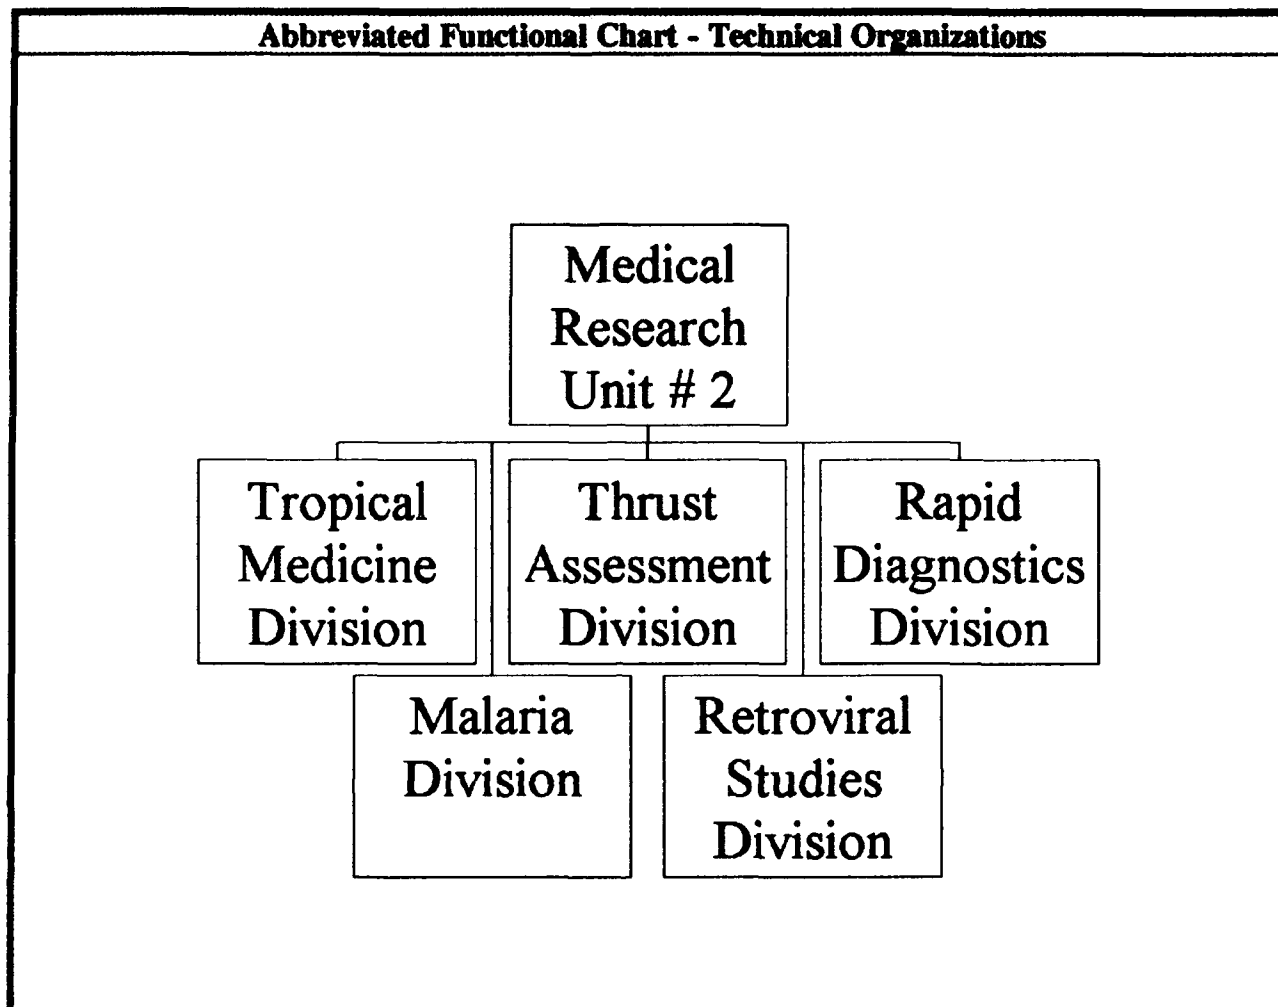 Abbreviated Functional Chart - Technical Organizations
Medical
Research
Unit # 2
Tropical
Medicine
Division
Thrust
Assessment
Division
Rapid
Diagnostics
Division
Malaria
Division
Retroviral
Studies
Division